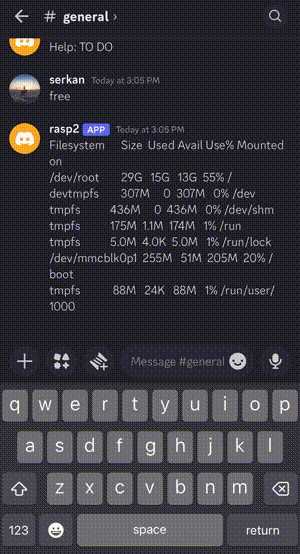 # general ›
Help: TO DO
serkan Today at 3:05 PM
free
rasp2 APP Today at 3:05 PM
Filesystem Size Used Avail Use% Mounted
on
/dev/root 29G 15G 13G 55% /
devtmpfs 307M 0 307M 0% /dev
tmpfs 436M 0 436M 0% /dev/shm
tmpfs 175M 1.1M 174M 1% /run
tmpfs 5.0M 4.0K 5.0M 1% /run/lock
/dev/mmcblk0p1 255M 51M 205M 20% /
boot
tmpfs 88M 24K 88M 1% /run/user/
1000
Message #general
q w e r t y u i o p
a s d f g h j k l
z x c v b n m
123 space return